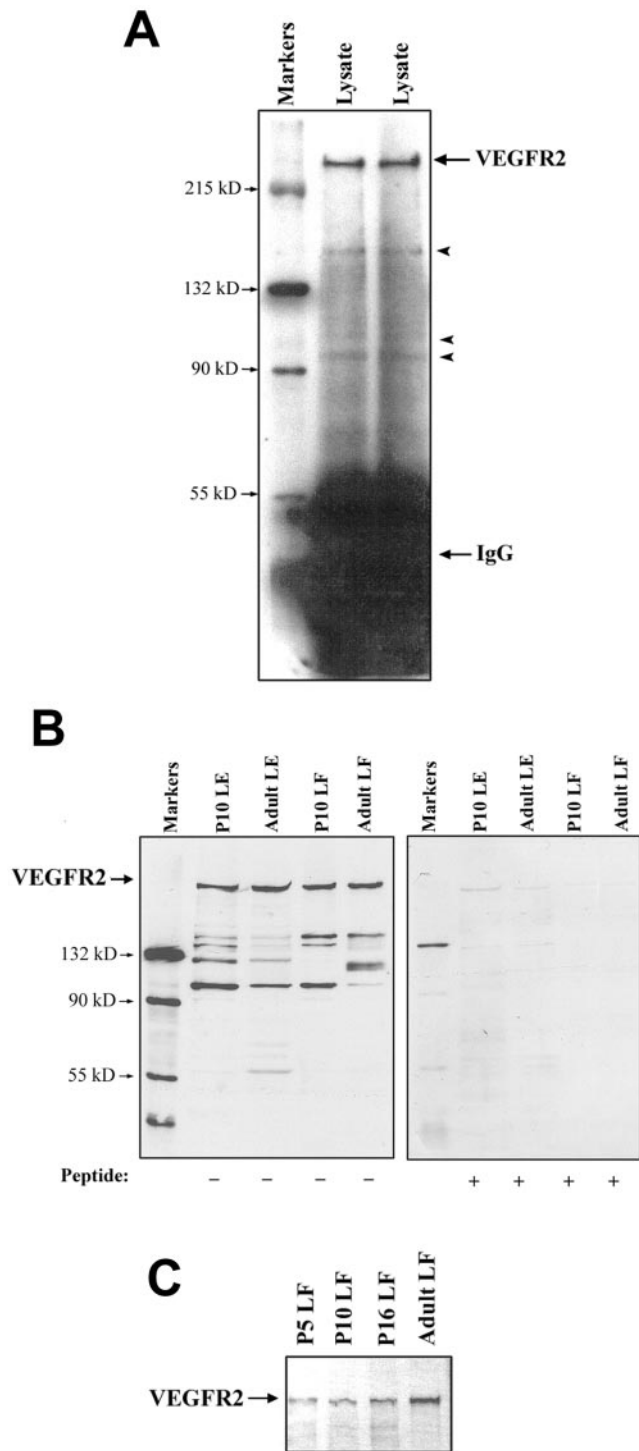 A
Markers
Lysate
Lysate
VEGFR2
215 kD
132 kD
90 kD
55 kD
IgG
B
Markers
P10 LE
Adult LE
P10 LF
Adult LF
Markers
P10 LE
Adult LE
P10 LF
Adult LF
VEGFR2
132 kD
90 kD
55 kD
Peptide: – – – – + + + +
C
P5 LF
P10 LF
P16 LF
Adult LF
VEGFR2